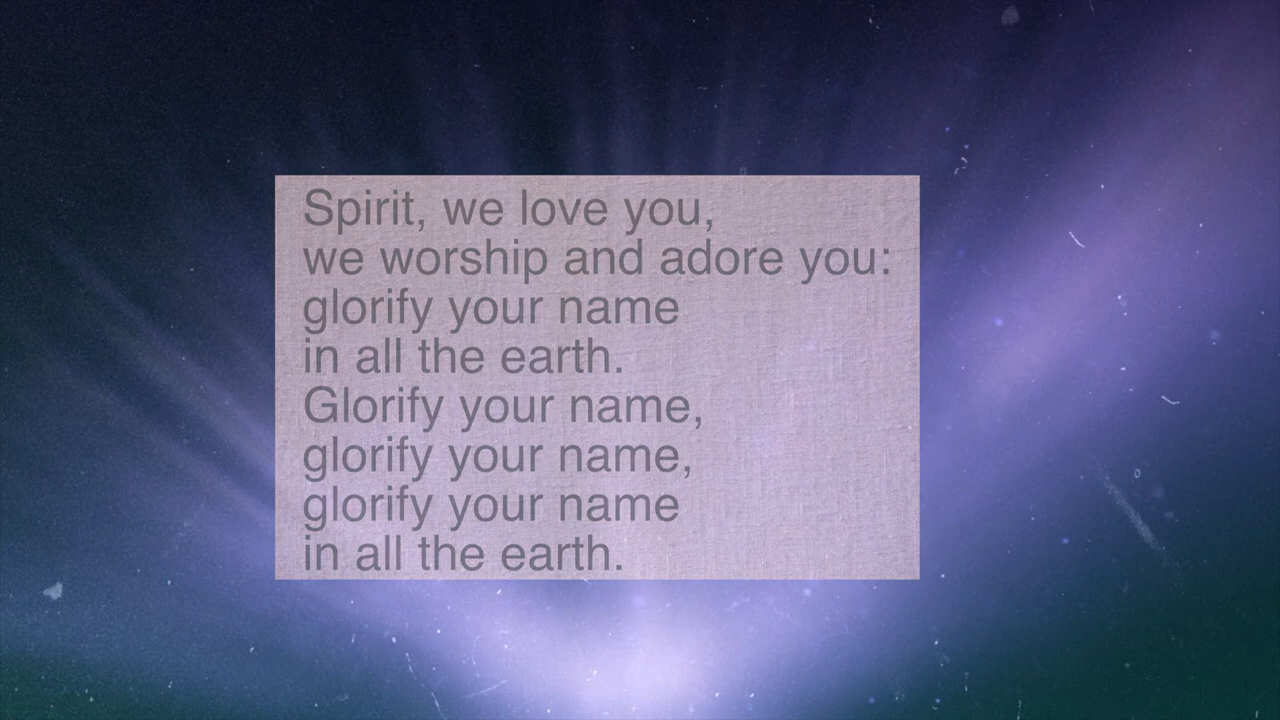 Spirit, we love you,
we worship and adore you:
glorify your name
in all the earth.
Glorify your name,
glorify your name,
glorify your name
in all the earth.